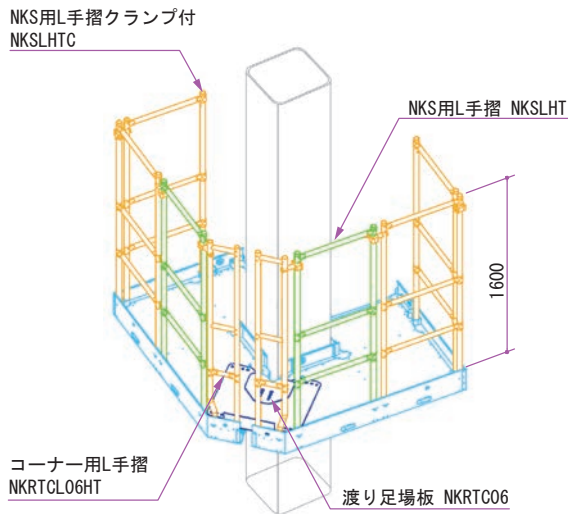 NKS用L手摺クランプ付
NKSLHTC
NKS用L手摺 NKSLHT
1600
コーナー用L手摺
NKRTCL06HT
渡り足場板 NKRTC06